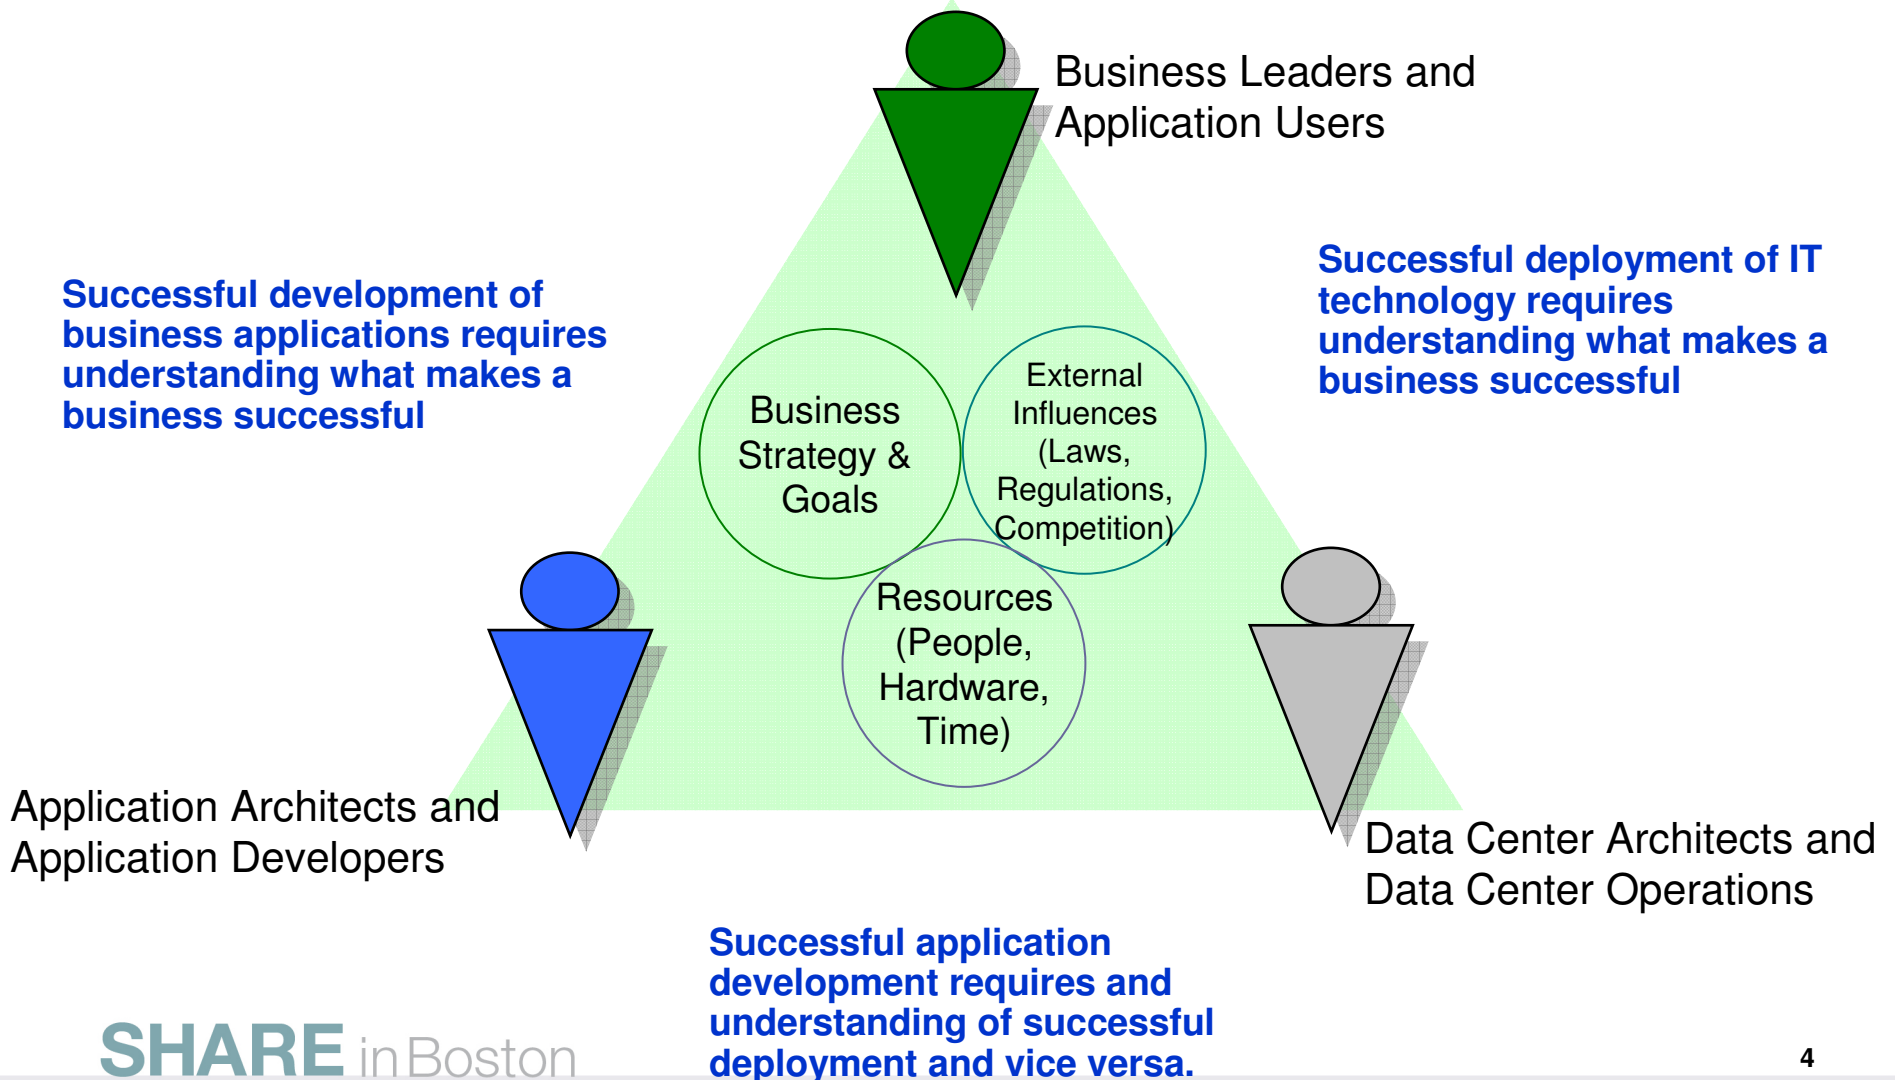 Business Leaders and
Application Users
Successful development of
business applications requires
understanding what makes a
business successful
Successful deployment of IT
technology requires
understanding what makes a
business successful
Business
Strategy &
Goals
External
Influences
(Laws,
Regulations,
Competition)
Resources
(People,
Hardware,
Time)
Application Architects and
Application Developers
Data Center Architects and
Data Center Operations
Successful application
development requires and
understanding of successful
deployment and vice versa.
SHARE in Boston
4